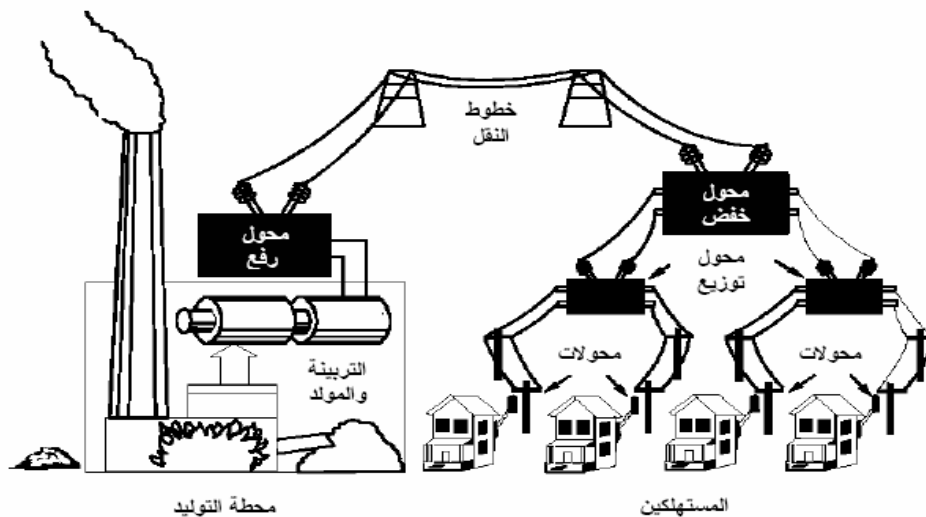 خطوط
النقل
محول
خفض
محول
رفع
محول
توزيع
التربينة
والمولد
محولات
محولات
محطة التوليد
المستهلكين